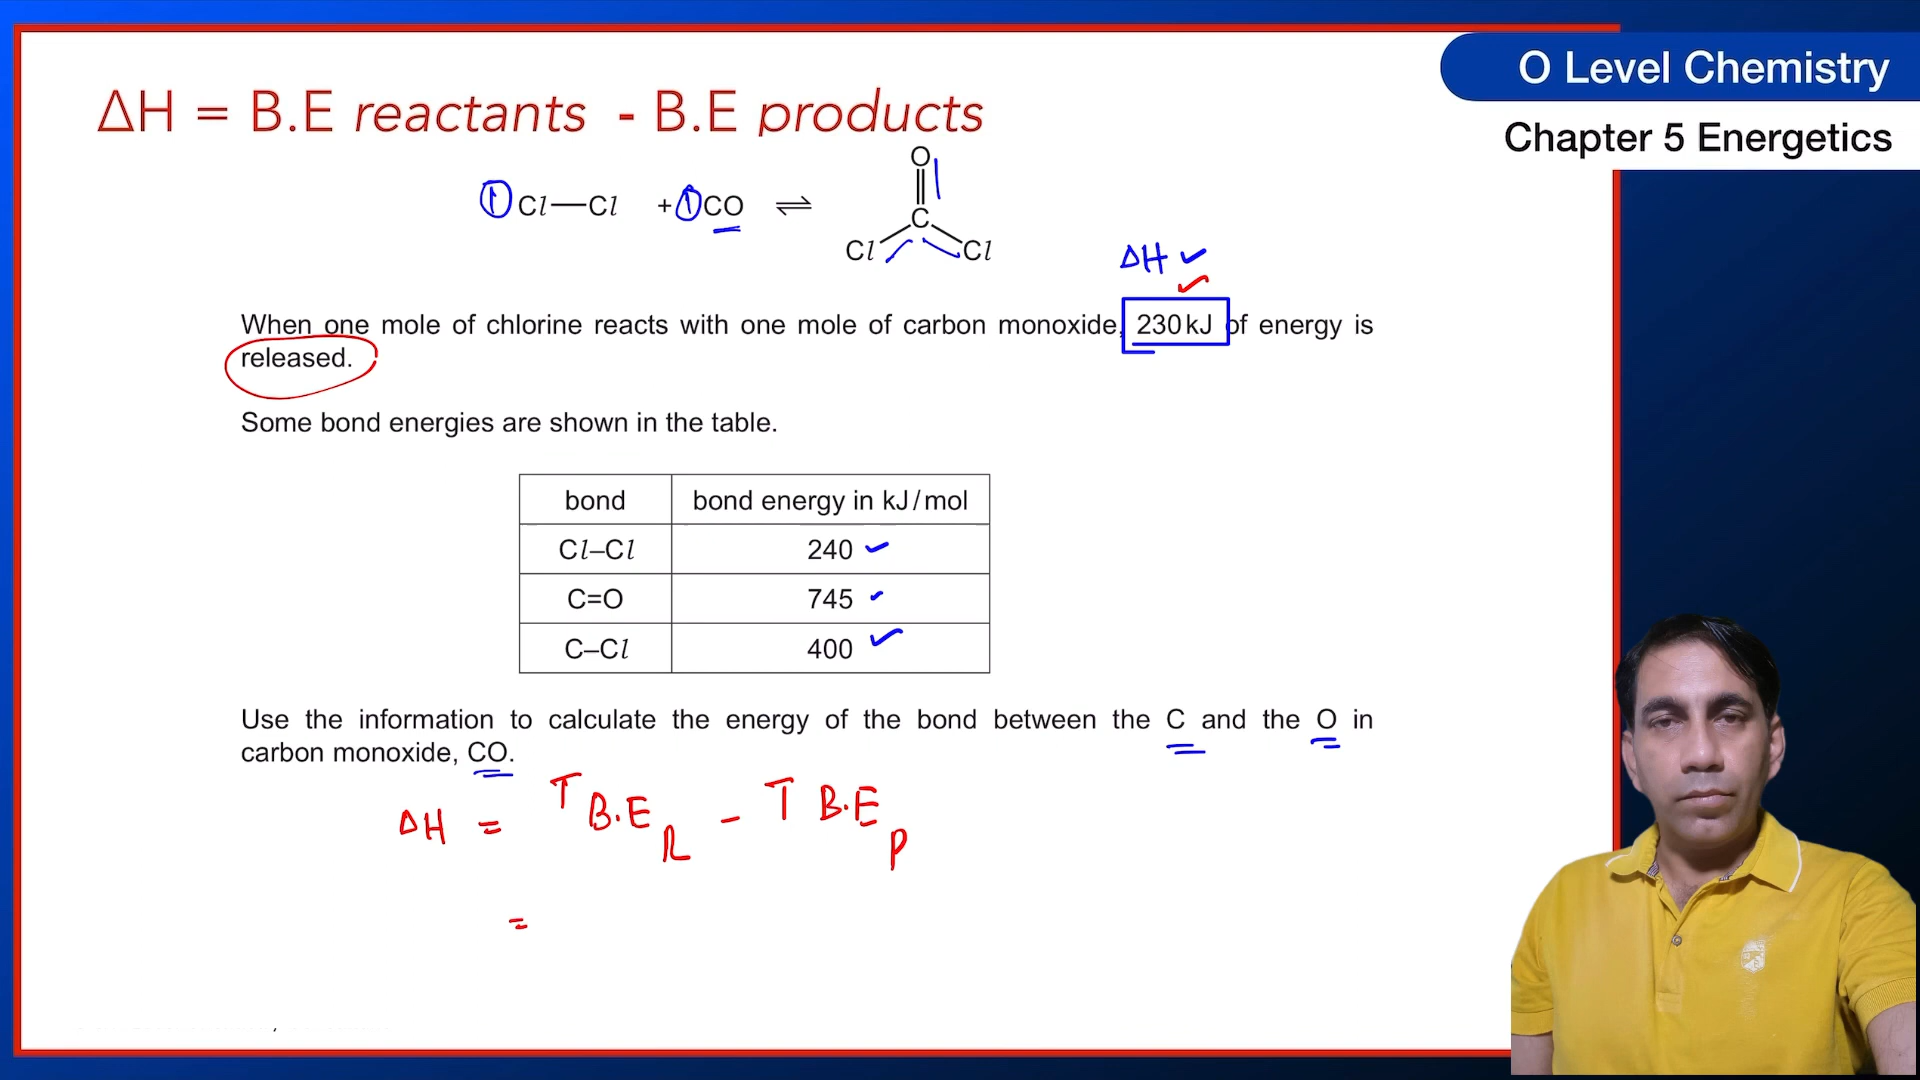 O Level Chemistry
Chapter 5 Energetics
ΔH = B.E reactants - B.E products
① Cl—Cl + ① CO ⇌
O
C
Cl Cl
ΔH ✓
When one mole of chlorine reacts with one mole of carbon monoxide, 230 kJ of energy is
released.
Some bond energies are shown in the table.
bond bond energy in kJ/mol
Cl–Cl 240 ✓
C=O 745 ✓
C–Cl 400 ✓
Use the information to calculate the energy of the bond between the C and the O in
carbon monoxide, CO.
ΔH = T B.E R - T B.E P
=